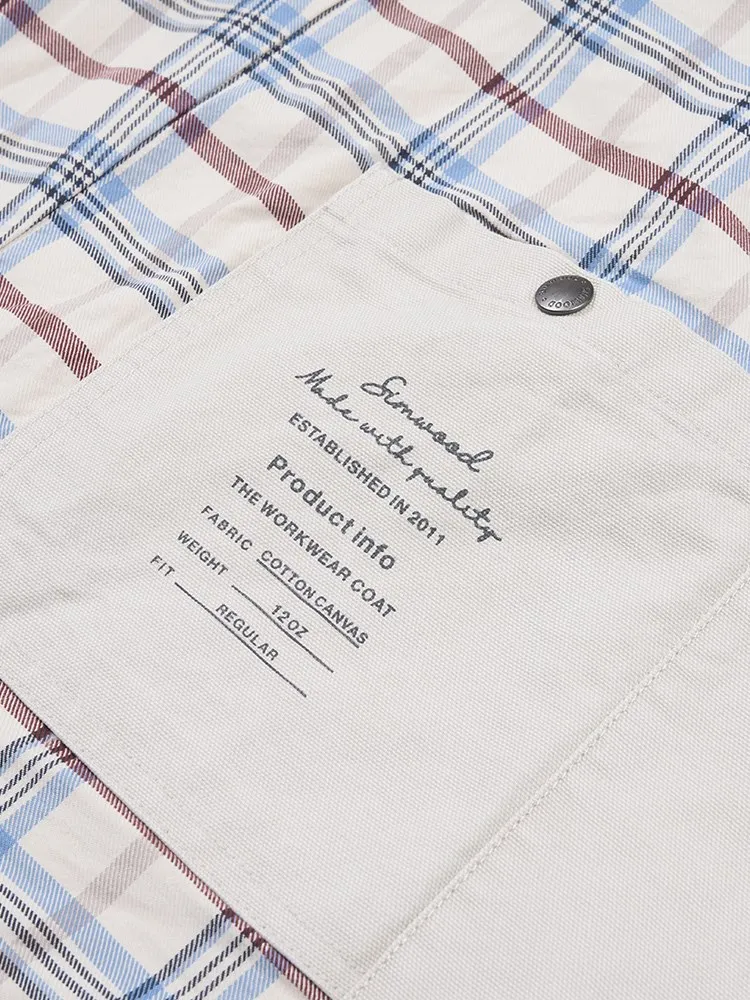 Simwood
Made with quality
ESTABLISHED IN 2011
Product info
THE WORKWEAR COAT
FABRIC COTTON CANVAS
WEIGHT 12OZ
FIT REGULAR